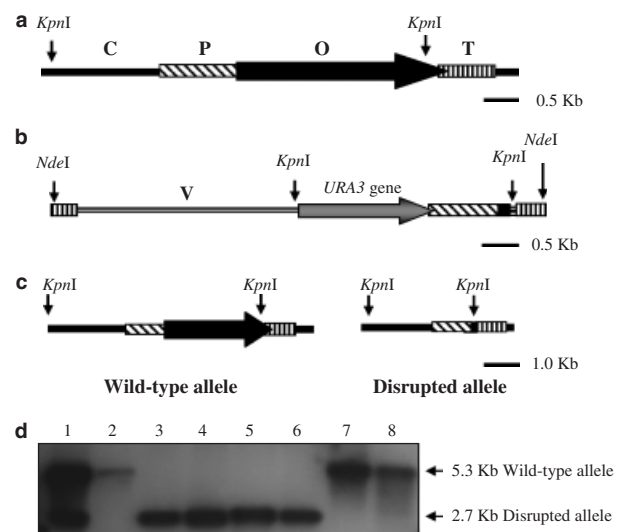 a
KpnI
KpnI
C
P
O
T
0.5 Kb
b
NdeI
NdeI
V
KpnI
KpnI
URA3 gene
0.5 Kb
c
KpnI
KpnI
KpnI
KpnI
1.0 Kb
Wild-type allele
Disrupted allele
d
1 2 3 4 5 6 7 8
5.3 Kb Wild-type allele
2.7 Kb Disrupted allele